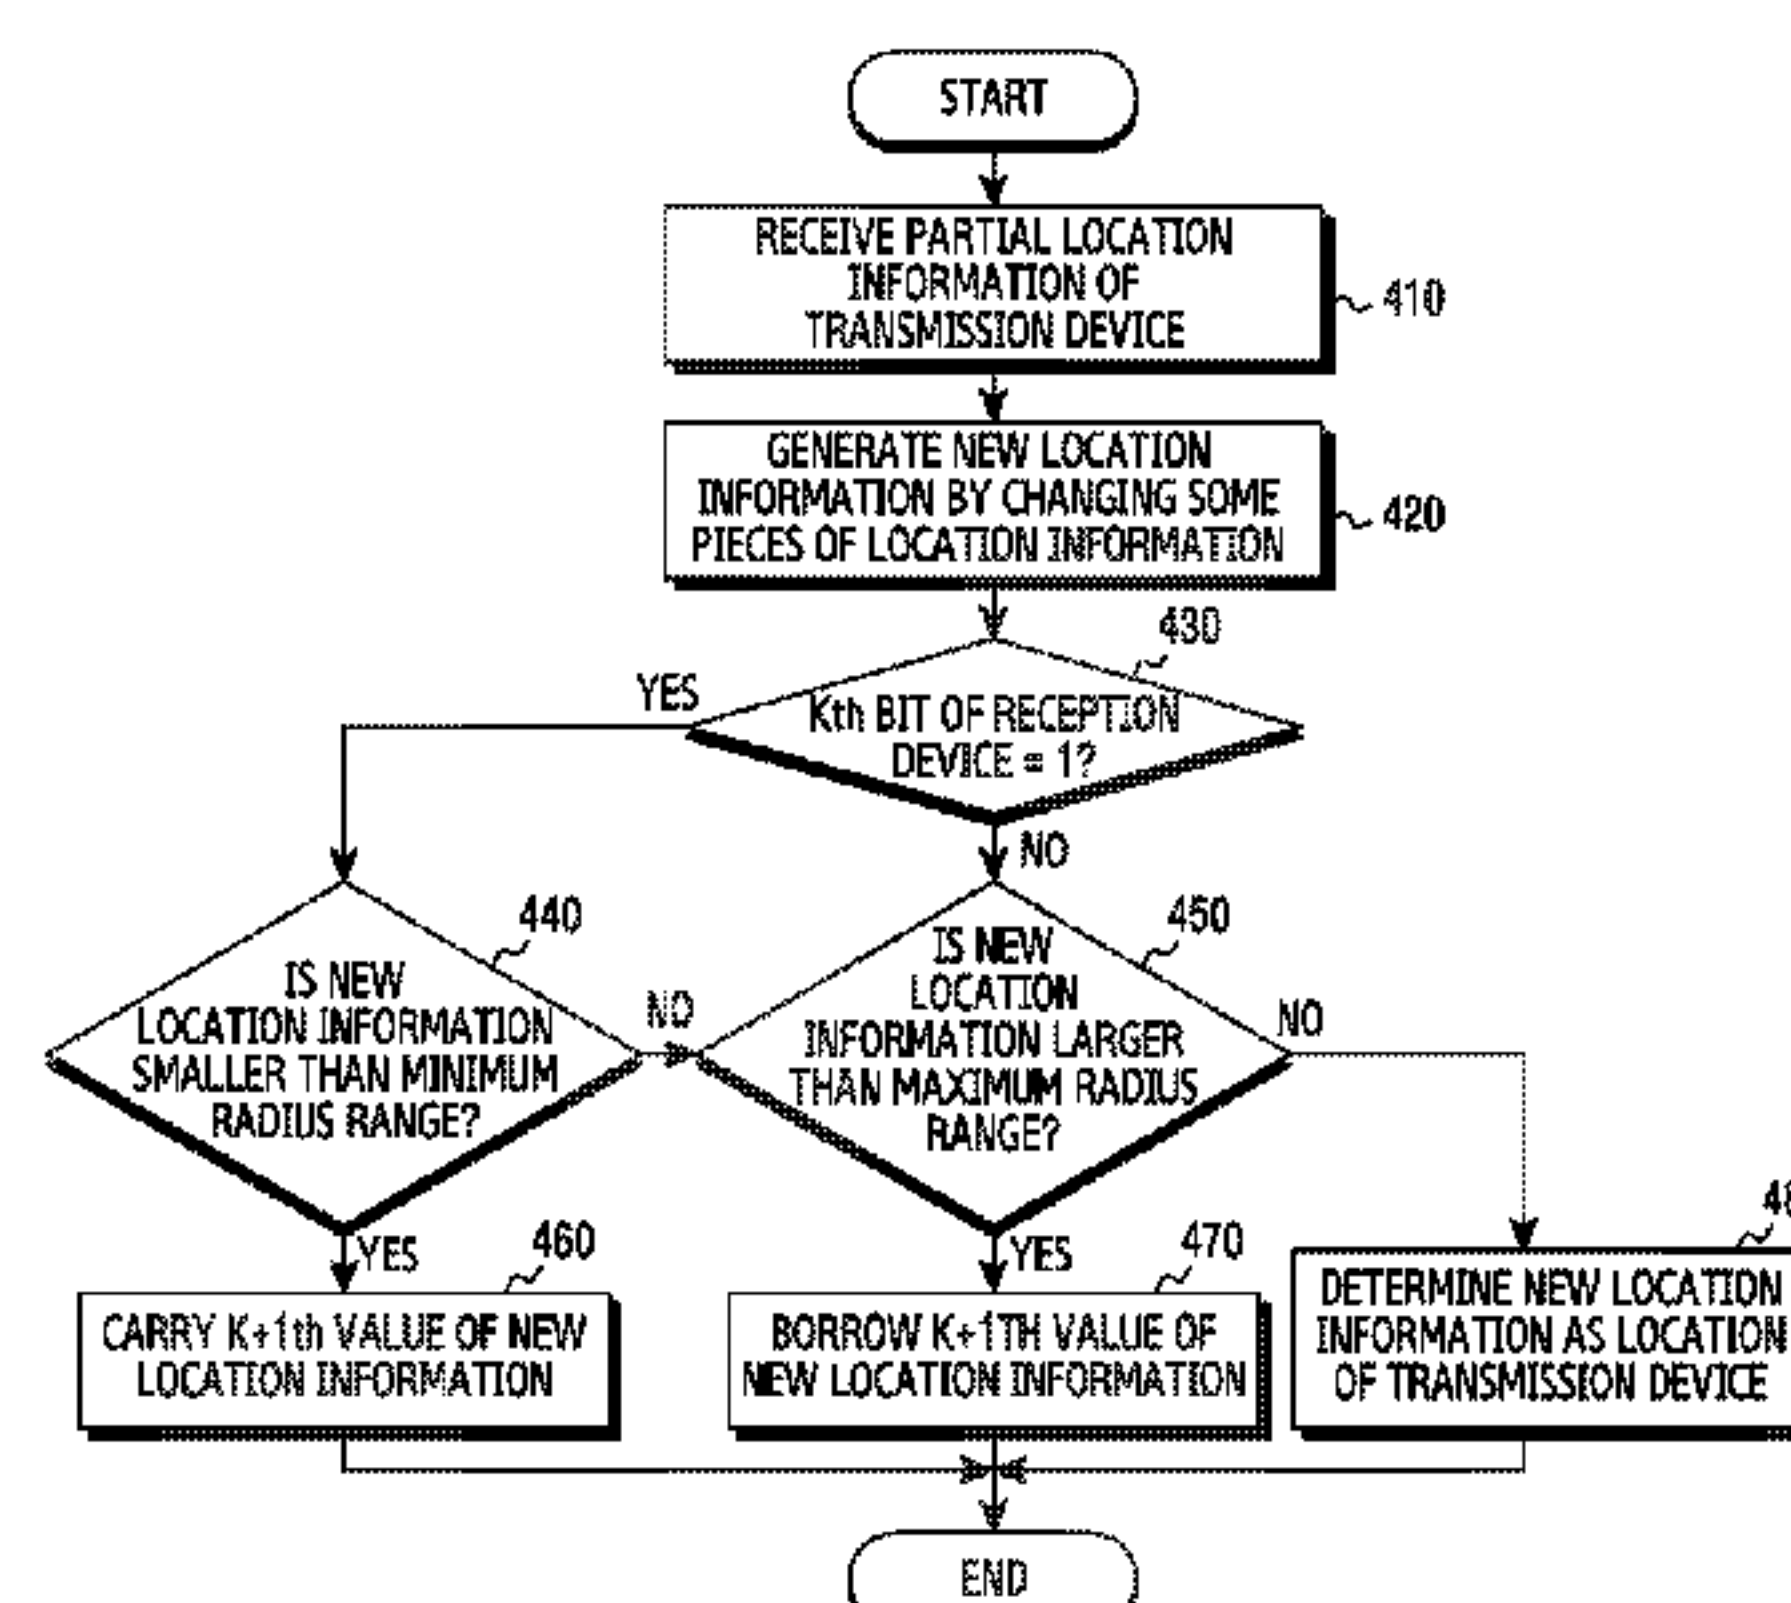 START
RECEIVE PARTIAL LOCATION
INFORMATION OF
TRANSMISSION DEVICE
410
GENERATE NEW LOCATION
INFORMATION BY CHANGING SOME
PIECES OF LOCATION INFORMATION
420
430
YES
Kth BIT OF RECEPTION
DEVICE = 1?
NO
440
IS NEW
LOCATION INFORMATION
SMALLER THAN MINIMUM
RADIUS RANGE?
NO
450
IS NEW
LOCATION
INFORMATION LARGER
THAN MAXIMUM RADIUS
RANGE?
NO
YES
460
CARRY K+1th VALUE OF NEW
LOCATION INFORMATION
YES
470
BORROW K+1TH VALUE OF
NEW LOCATION INFORMATION
DETERMINE NEW LOCATION
INFORMATION AS LOCATION
OF TRANSMISSION DEVICE
END